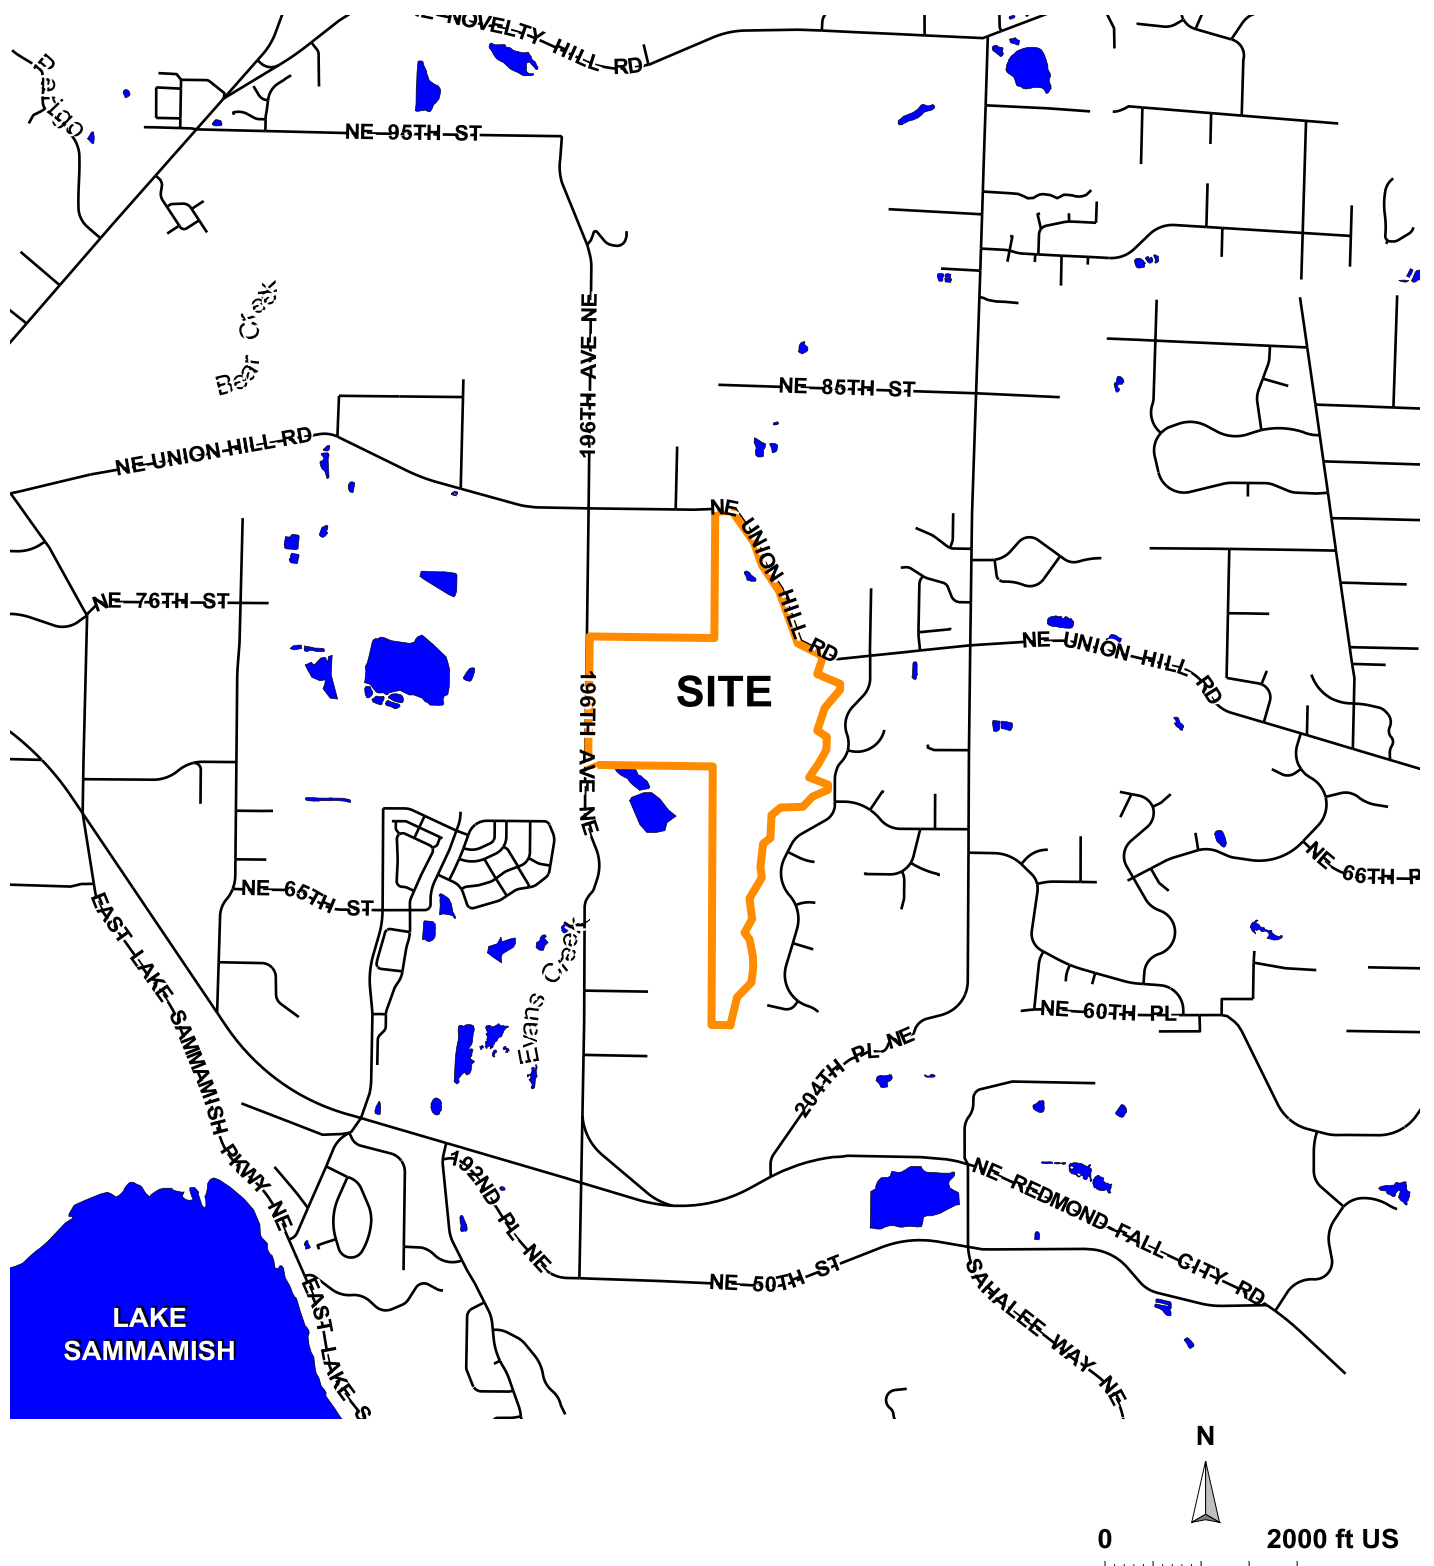 NOVELTY HILL RD
Perigo
NE 95TH ST
Bear Creek
196TH AVE NE
NE 85TH ST
NE UNION HILL RD
NE UNION HILL RD
NE 76TH ST
NE UNION HILL RD
SITE
196TH AVE NE
NE 66TH P
NE 65TH ST
EAST LAKE SAMMAMISH PKWY NE
Evans Creek
NE 60TH PL
204TH PL NE
192ND PL NE
NE REDMOND FALL CITY RD
NE 50TH ST
SAHALEE WAY NE
EAST LAKE S
LAKE
SAMMAMISH
N
0
2000 ft US